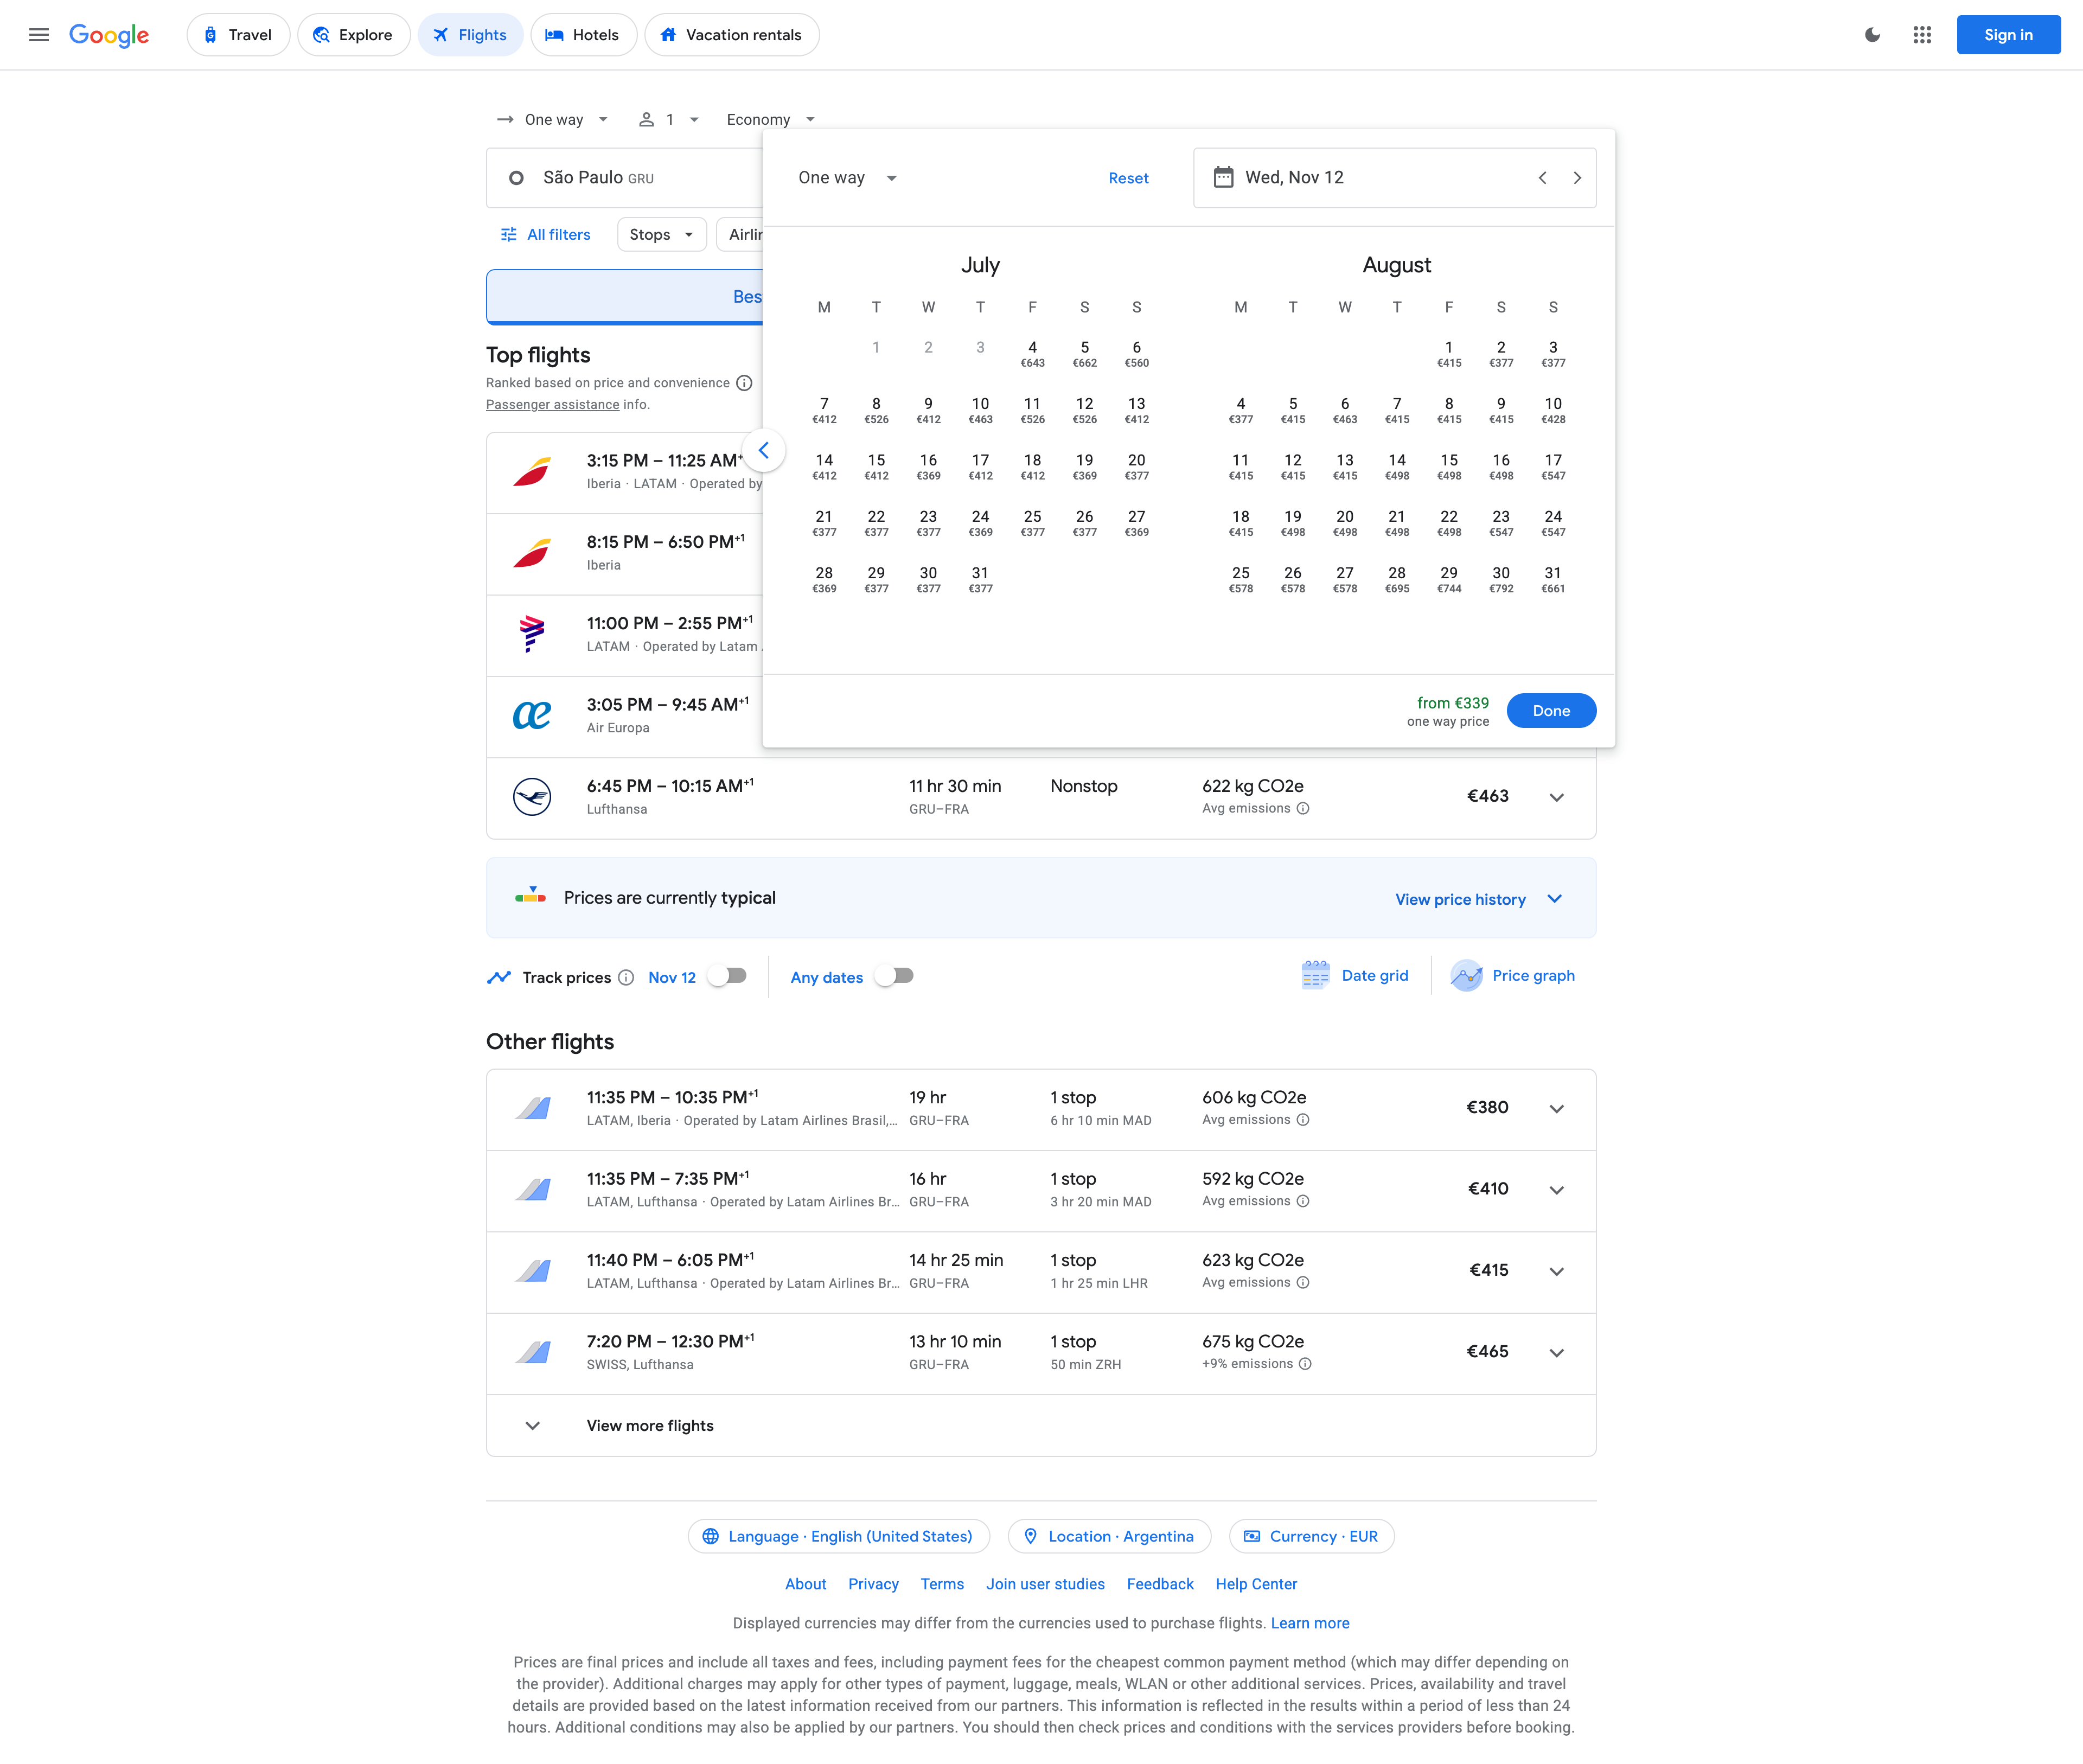 Google
Travel
Explore
Flights
Hotels
Vacation rentals
Sign in
One way
1
Economy
São Paulo GRU
One way
Reset
Wed, Nov 12
All filters
Stops
Airlin
Bes
Top flights
Ranked based on price and convenience
Passenger assistance info.
July
M T W T F S S
1 2 3 4 5 6
€643 €662 €560
7 8 9 10 11 12 13
€412 €526 €412 €463 €526 €526 €412
14 15 16 17 18 19 20
€412 €412 €369 €412 €412 €369 €377
21 22 23 24 25 26 27
€377 €377 €377 €369 €377 €377 €369
28 29 30 31
€369 €377 €377 €377
August
M T W T F S S
1 2 3
€415 €377 €377
4 5 6 7 8 9 10
€377 €415 €463 €415 €415 €415 €428
11 12 13 14 15 16 17
€415 €415 €415 €498 €498 €498 €547
18 19 20 21 22 23 24
€415 €498 €498 €498 €498 €547 €547
25 26 27 28 29 30 31
€578 €578 €578 €695 €744 €792 €661
from €339
one way price
Done
3:15 PM – 11:25 AM+
Iberia · LATAM · Operated by
8:15 PM – 6:50 PM+1
Iberia
11:00 PM – 2:55 PM+1
LATAM · Operated by Latam
3:05 PM – 9:45 AM+1
Air Europa
6:45 PM – 10:15 AM+1 11 hr 30 min Nonstop 622 kg CO2e €463
Lufthansa GRU–FRA Avg emissions
Prices are currently typical
View price history
Track prices Nov 12 Any dates Date grid Price graph
Other flights
11:35 PM – 10:35 PM+1 19 hr 1 stop 606 kg CO2e €380
LATAM, Iberia · Operated by Latam Airlines Brasil,... GRU–FRA 6 hr 10 min MAD Avg emissions
11:35 PM – 7:35 PM+1 16 hr 1 stop 592 kg CO2e €410
LATAM, Lufthansa · Operated by Latam Airlines Br... GRU–FRA 3 hr 20 min MAD Avg emissions
11:40 PM – 6:05 PM+1 14 hr 25 min 1 stop 623 kg CO2e €415
LATAM, Lufthansa · Operated by Latam Airlines Br... GRU–FRA 1 hr 25 min LHR Avg emissions
7:20 PM – 12:30 PM+1 13 hr 10 min 1 stop 675 kg CO2e €465
SWISS, Lufthansa GRU–FRA 50 min ZRH +9% emissions
View more flights
Language · English (United States)
Location · Argentina
Currency · EUR
About Privacy Terms Join user studies Feedback Help Center
Displayed currencies may differ from the currencies used to purchase flights. Learn more
Prices are final prices and include all taxes and fees, including payment fees for the cheapest common payment method (which may differ depending on
the provider). Additional charges may apply for other types of payment, luggage, meals, WLAN or other additional services. Prices, availability and travel
details are provided based on the latest information received from our partners. This information is reflected in the results within a period of less than 24
hours. Additional conditions may also be applied by our partners. You should then check prices and conditions with the services providers before booking.